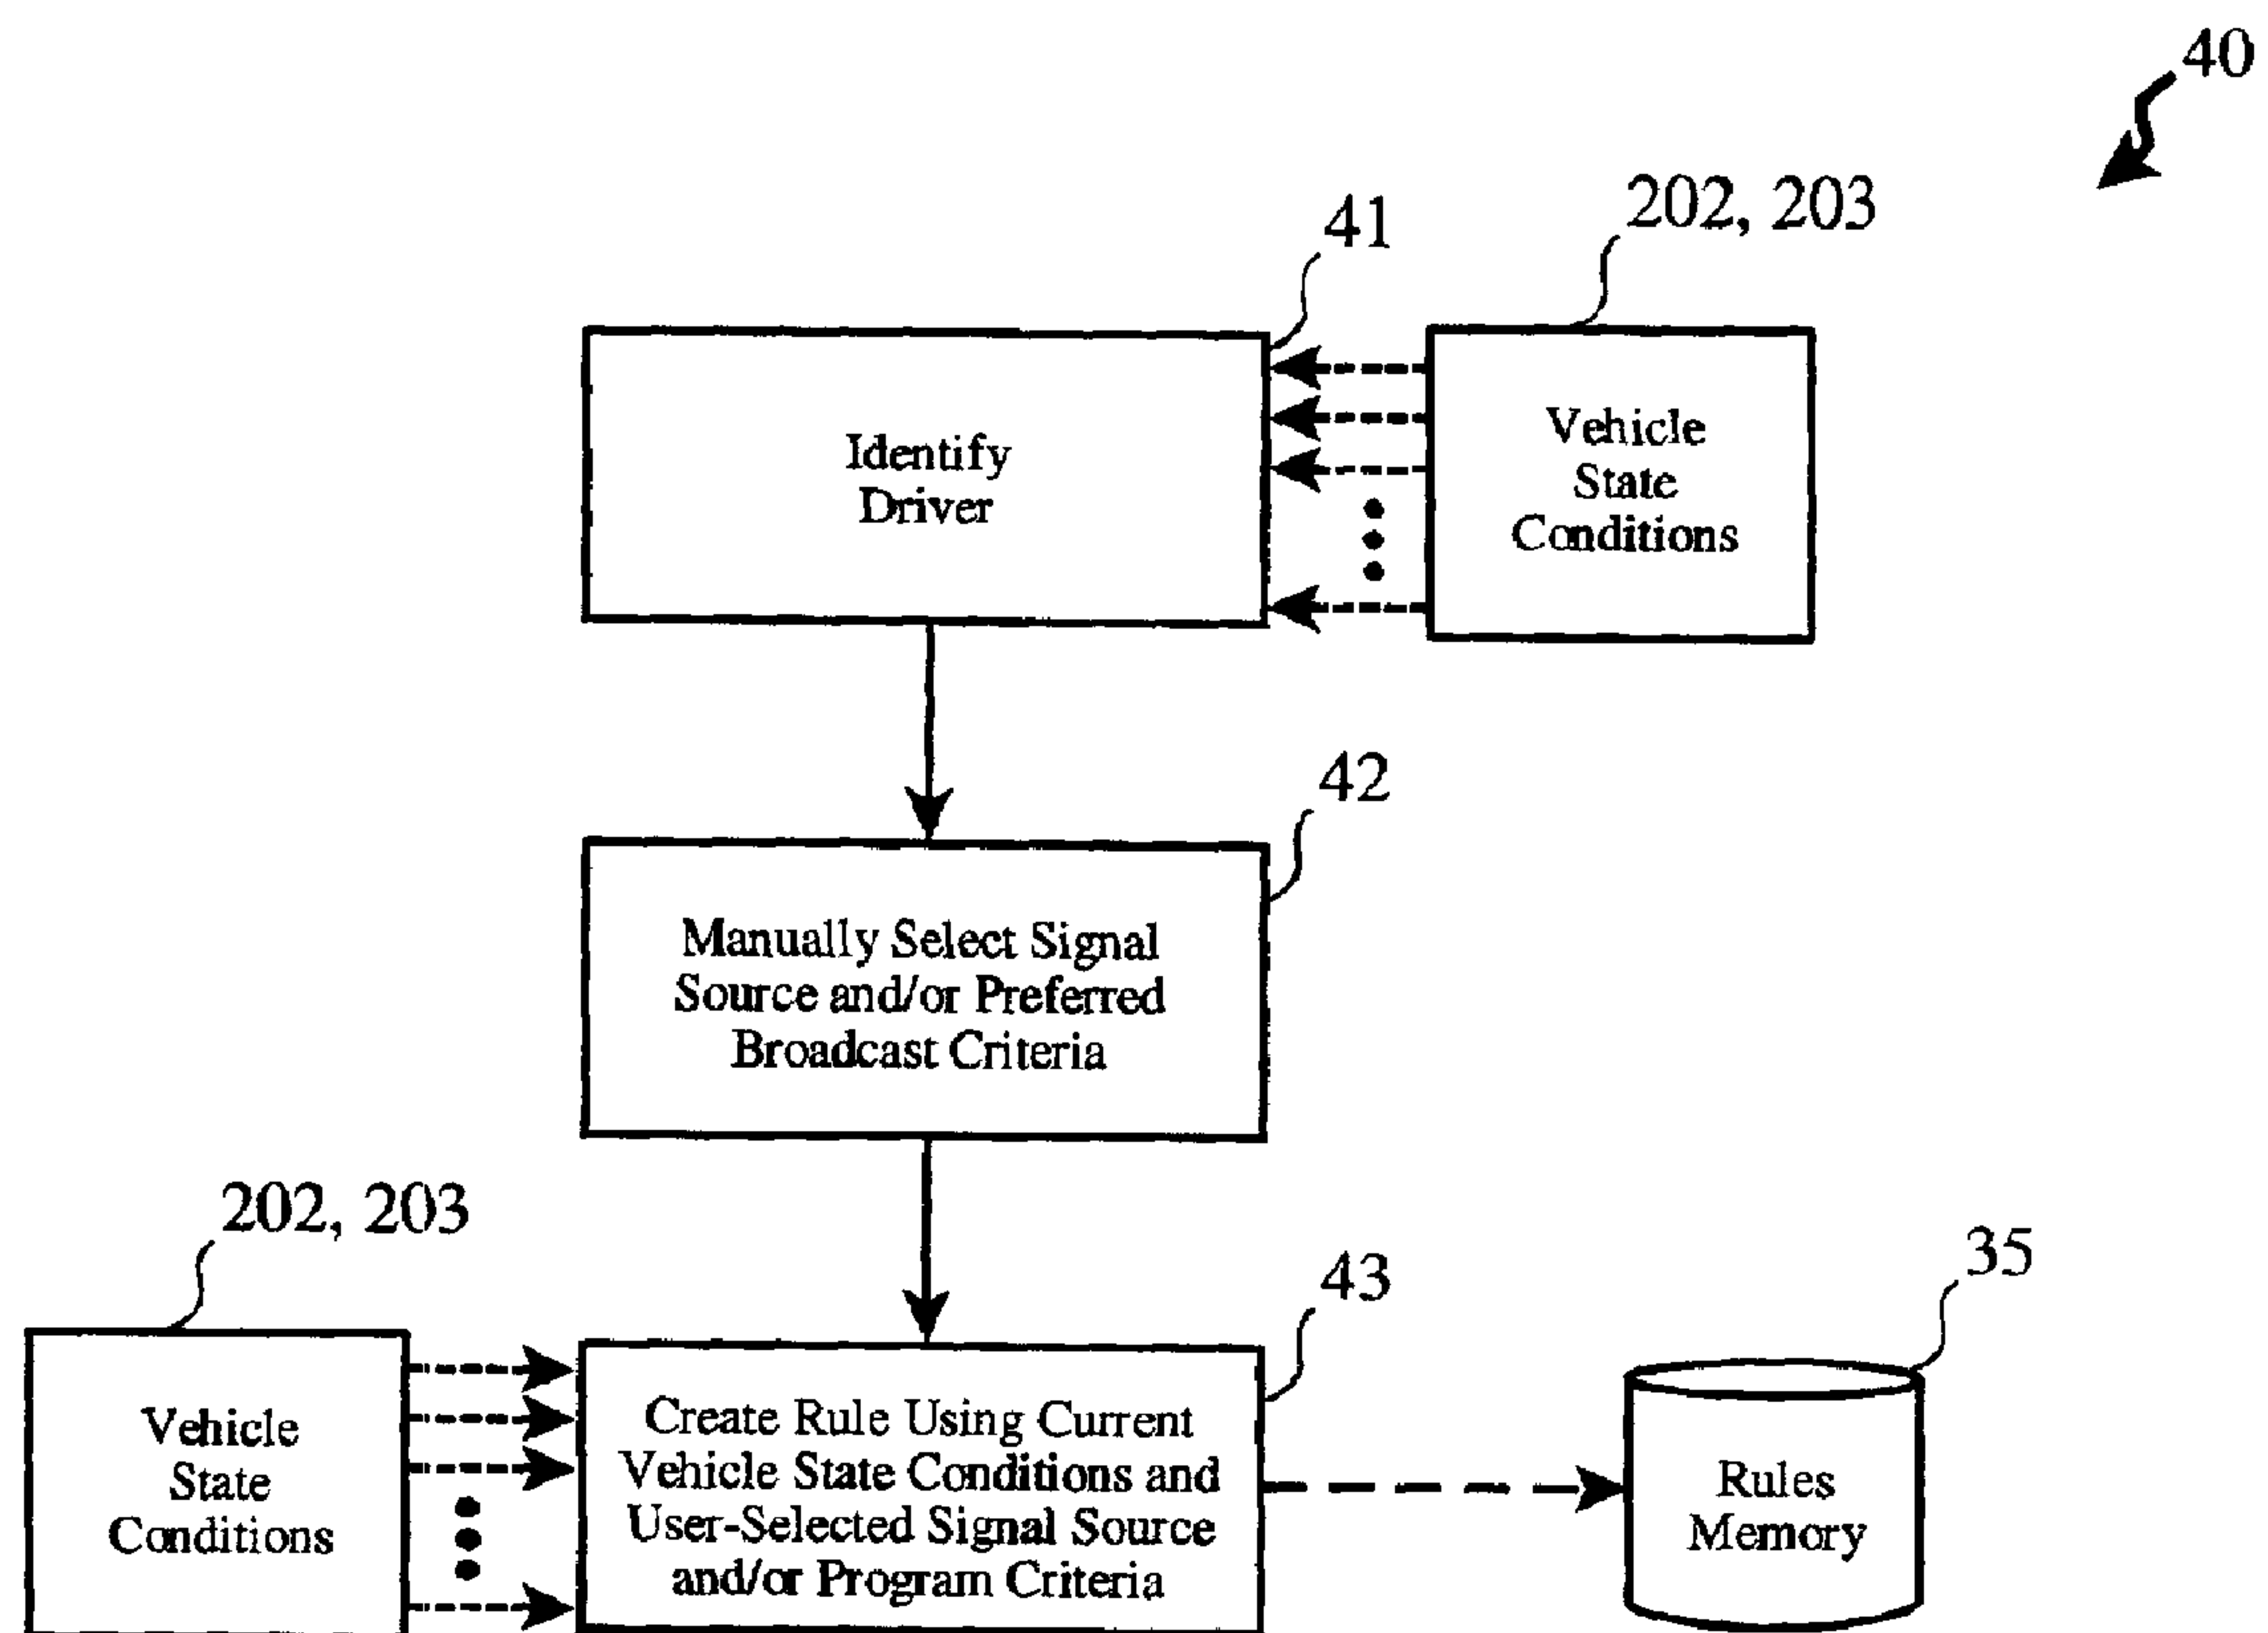 40
202, 203
41
Identify
Driver
Vehicle
State
Conditions
42
Manually Select Signal
Source and/or Preferred
Broadcast Criteria
202, 203
43
35
Vehicle
State
Conditions
Create Rule Using Current
Vehicle State Conditions and
User-Selected Signal Source
and/or Program Criteria
Rules
Memory